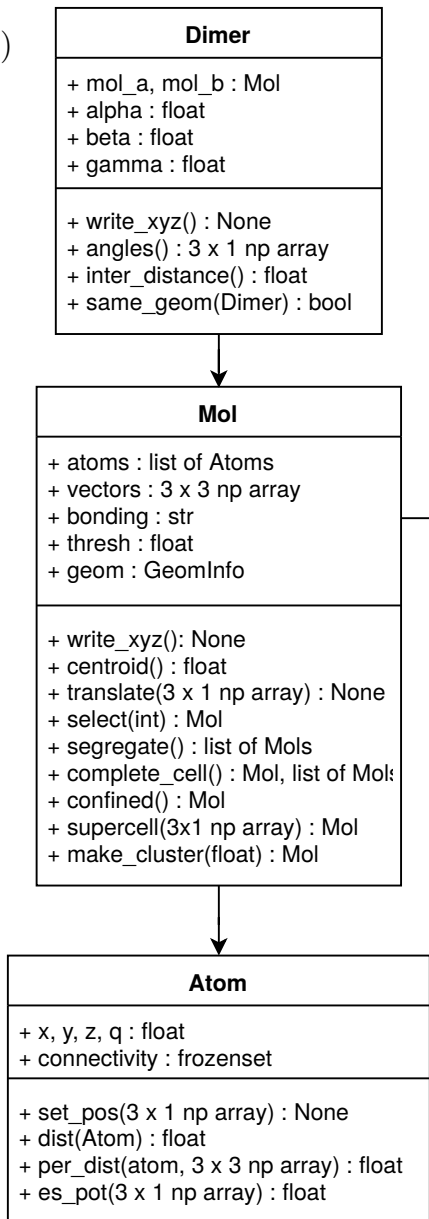 )
Dimer
+ mol_a, mol_b : Mol
+ alpha : float
+ beta : float
+ gamma : float
+ write_xyz() : None
+ angles() : 3 x 1 np array
+ inter_distance() : float
+ same_geom(Dimer) : bool
Mol
+ atoms : list of Atoms
+ vectors : 3 x 3 np array
+ bonding : str
+ thresh : float
+ geom : GeomInfo
+ write_xyz(): None
+ centroid() : float
+ translate(3 x 1 np array) : None
+ select(int) : Mol
+ segregate() : list of Mols
+ complete_cell() : Mol, list of Mols
+ confined() : Mol
+ supercell(3x1 np array) : Mol
+ make_cluster(float) : Mol
Atom
+ x, y, z, q : float
+ connectivity : frozenset
+ set_pos(3 x 1 np array) : None
+ dist(Atom) : float
+ per_dist(atom, 3 x 3 np array) : float
+ es_pot(3 x 1 np array) : float